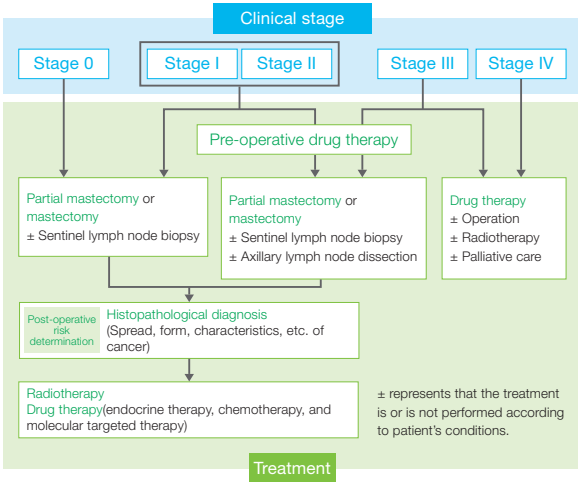 Clinical stage
Stage 0
Stage I
Stage II
Stage III
Stage IV
Pre-operative drug therapy
Partial mastectomy or
mastectomy
± Sentinel lymph node biopsy
Partial mastectomy or
mastectomy
± Sentinel lymph node biopsy
± Axillary lymph node dissection
Drug therapy
± Operation
± Radiotherapy
± Palliative care
Post-operative
risk
determination
Histopathological diagnosis
(Spread, form, characteristics, etc. of
cancer)
Radiotherapy
Drug therapy(endocrine therapy, chemotherapy, and
molecular targeted therapy)
± represents that the treatment
is or is not performed according
to patient's conditions.
Treatment